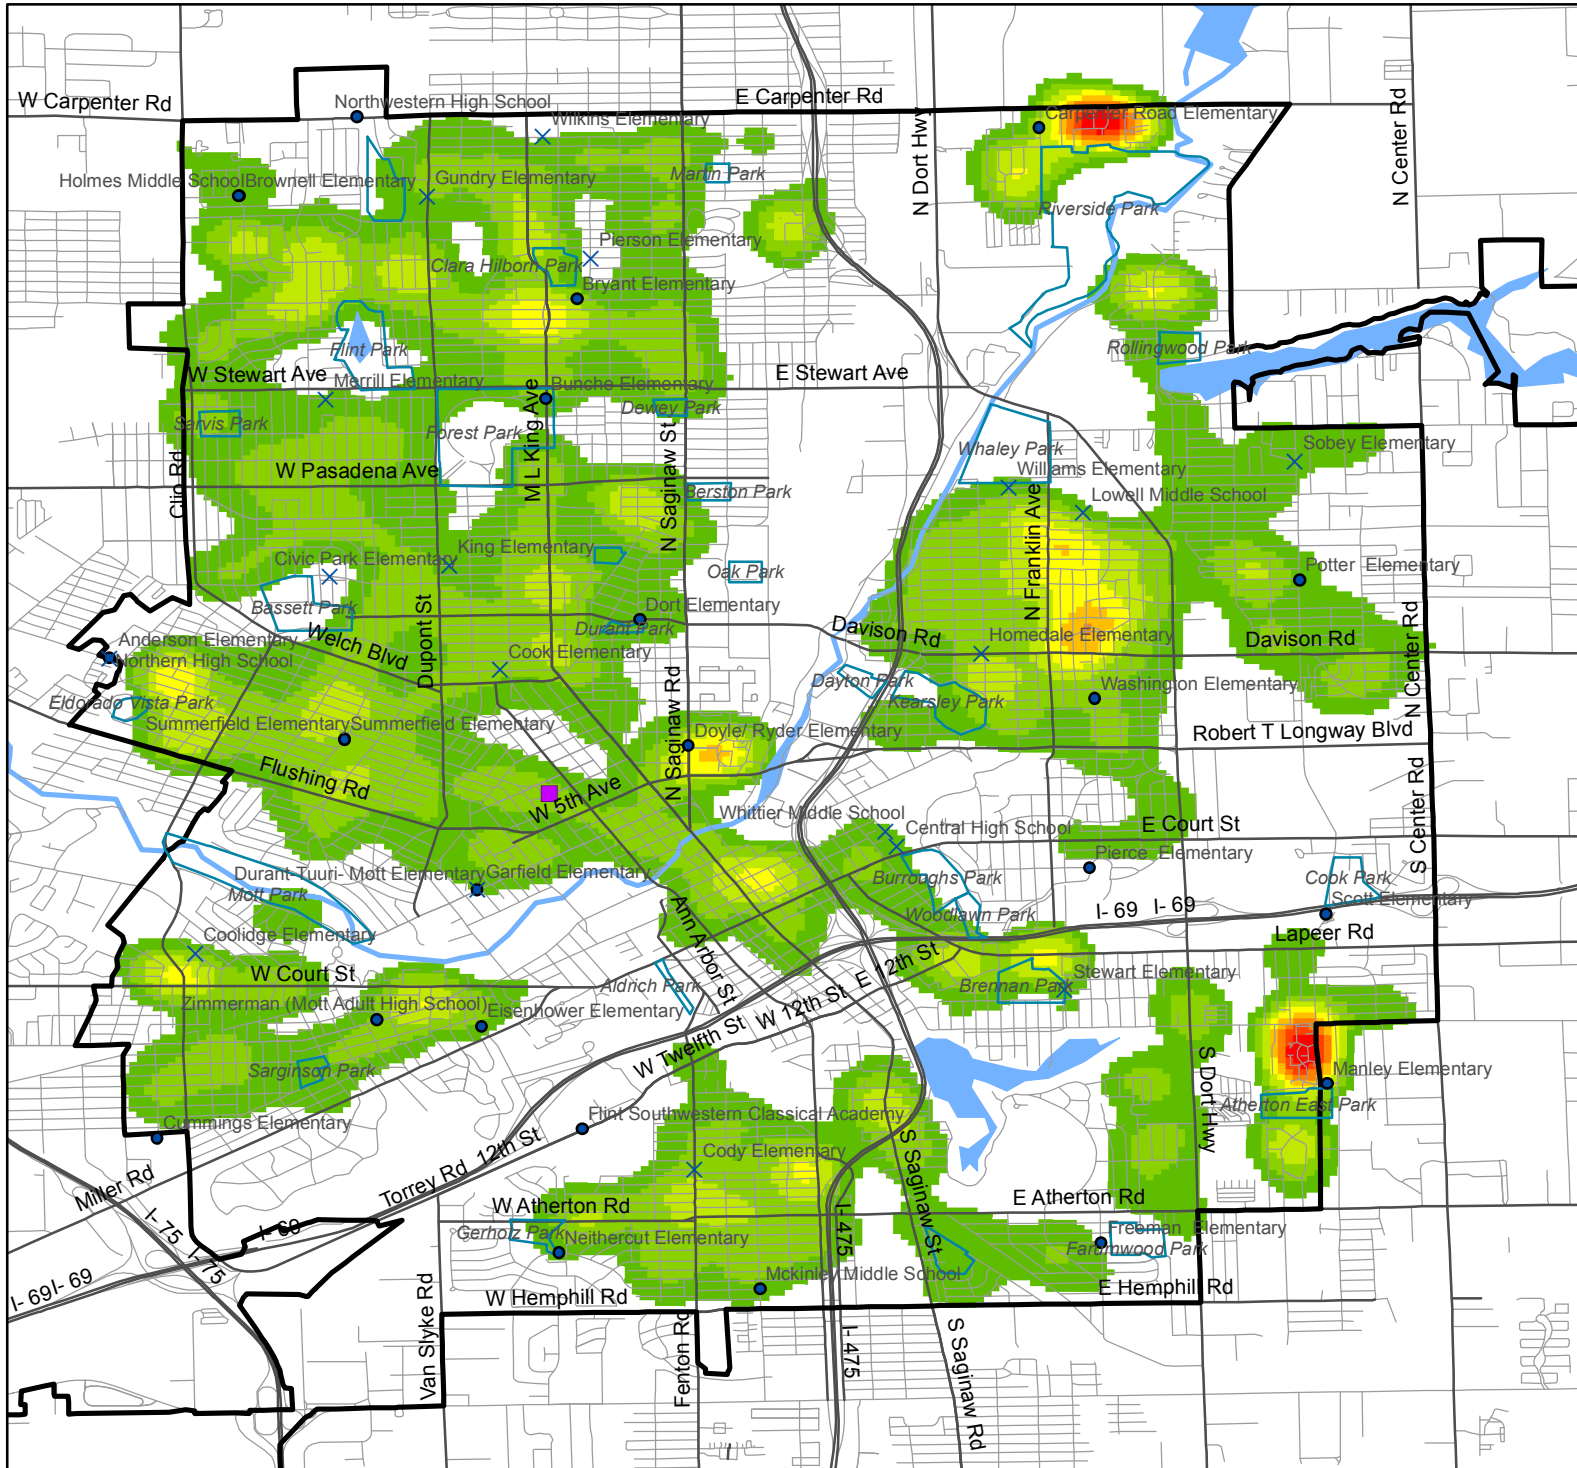 W Carpenter Rd
Northwestern High School
E Carpenter Rd
N Center Rd
Wilkins Elementary
Carpenter Road Elementary
N Dort Hwy
Holmes Middle School
Brownell Elementary
Gundry Elementary
Martin Park
Riverside Park
Pierson Elementary
Clara Hilborn Park
Bryant Elementary
Flint Park
Rollingwood Park
W Stewart Ave
Merrill Elementary
Bunche Elementary
E Stewart Ave
Dewey Park
Sarvis Park
Forest Park
M L King Ave
N Saginaw St
Whaley Park
Sobey Elementary
W Pasadena Ave
Williams Elementary
Clio Rd
Berston Park
Lowell Middle School
N Franklin Ave
King Elementary
Civic Park Elementary
Oak Park
Potter Elementary
Bassett Park
Dort Elementary
Durant Park
Dupont St
Welch Blvd
Davison Rd
Homedale Elementary
Davison Rd
N Center Rd
Anderson Elementary
Northern High School
Cook Elementary
Dayton Park
Kearsley Park
Washington Elementary
Eldorado Vista Park
Summerfield Elementary
Summerfield Elementary
N Saginaw Rd
Doyle/ Ryder Elementary
Robert T Longway Blvd
Flushing Rd
W 5th Ave
S Center Rd
Whittier Middle School
Central High School
E Court St
Pierce Elementary
Durant-Tuuri- Mott Elementary
Garfield Elementary
Mott Park
Burroughs Park
Cook Park
Scott Elementary
Woodlawn Park
I- 69
I- 69
Ann Arbor St
Coolidge Elementary
Lapeer Rd
W Court St
E 12th St
Stewart Elementary
Aldrich Park
Brennan Park
Zimmerman (Mott Adult High School)
Eisenhower Elementary
W 12th St
W Twelfth St
Sarginson Park
S Dort Hwy
Manley Elementary
Atherton East Park
Cummings Elementary
Flint Southwestern Classical Academy
12th St
Cody Elementary
S Saginaw St
Miller Rd
Torrey Rd
W Atherton Rd
E Atherton Rd
I- 75
I- 69
I- 475
Gerholz Park
Neithercut Elementary
Freeman Elementary
Farumwood Park
I- 75
I- 69
I- 69
Mckinley Middle School
W Hemphill Rd
E Hemphill Rd
Van Slyke Rd
Fenton Rd
I- 475
S Saginaw Rd